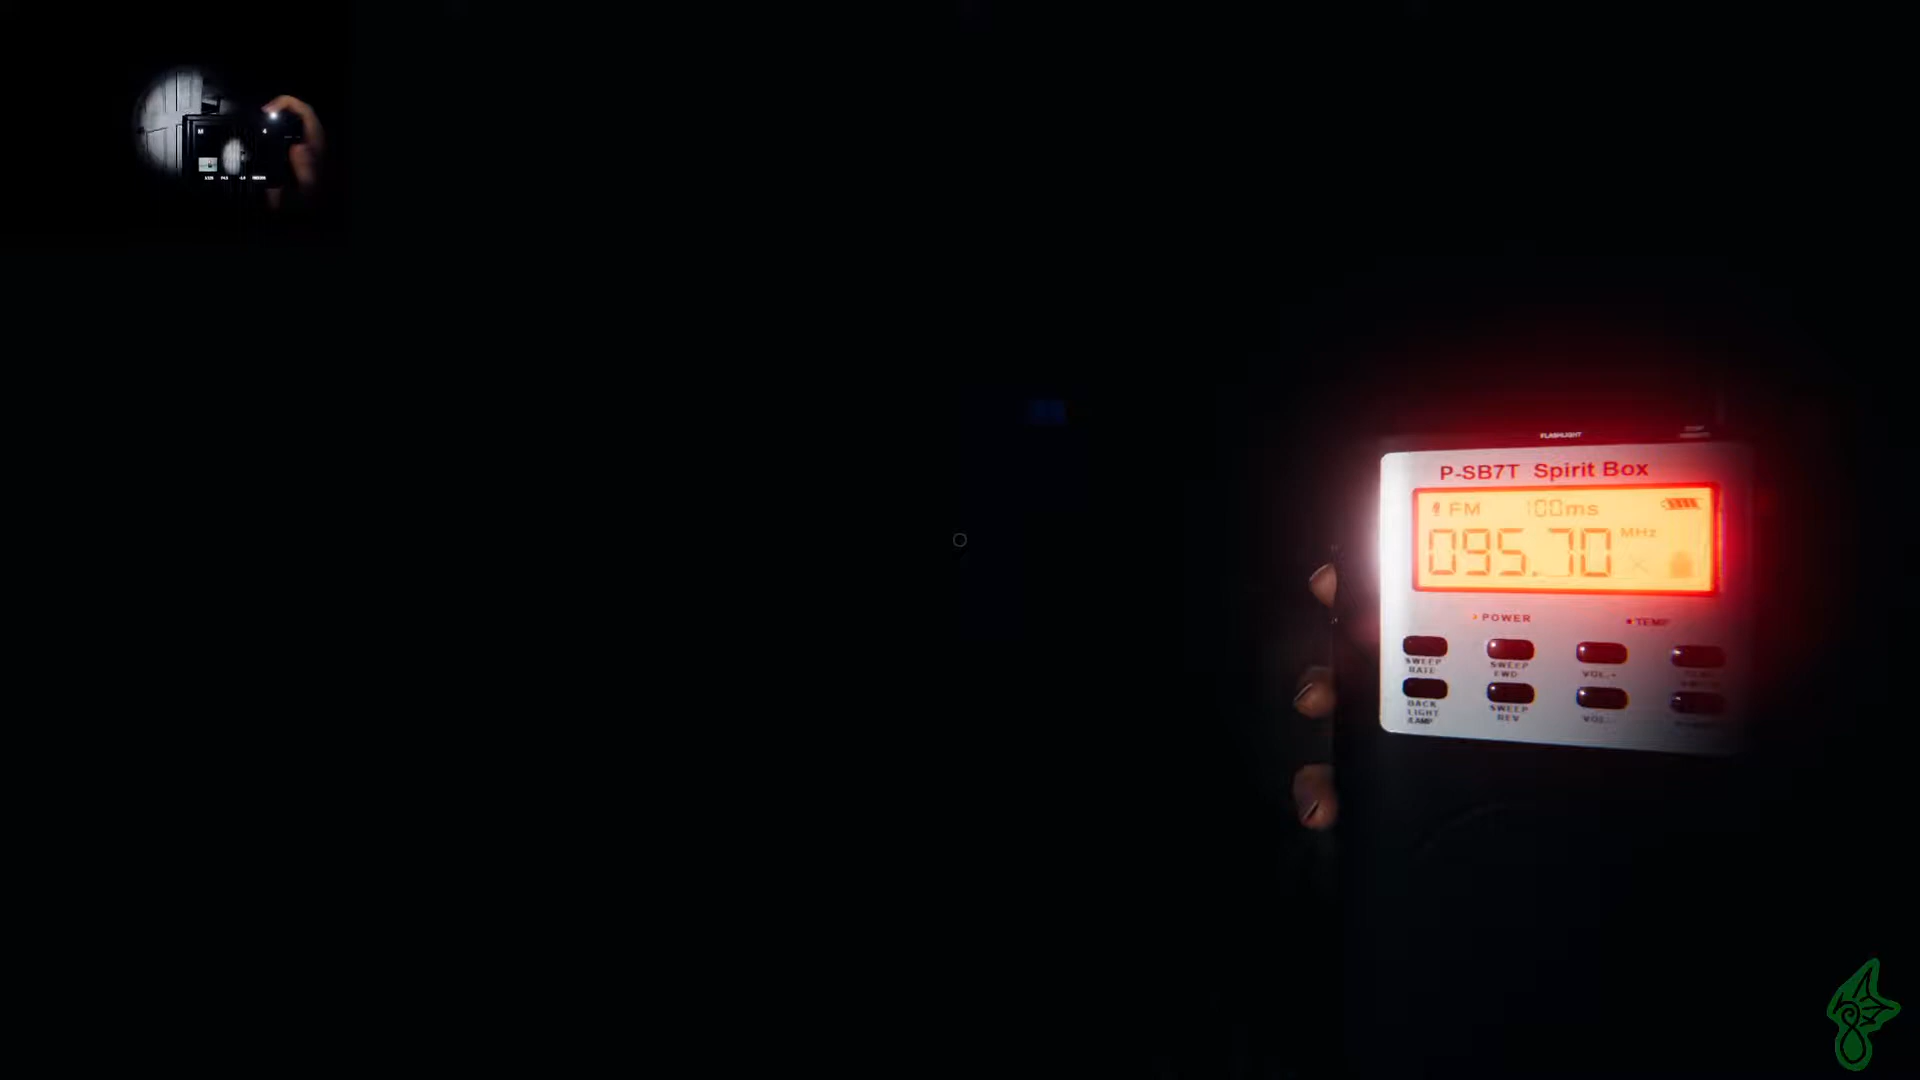 M 4
FLASHLIGHT
P-SB7T Spirit Box
FM 100ms
095.70 MHz
POWER TEMP
SWEEP RATE
SWEEP FWD
VOL.+
BACK LIGHT /LAMP
SWEEP REV
VOL.-